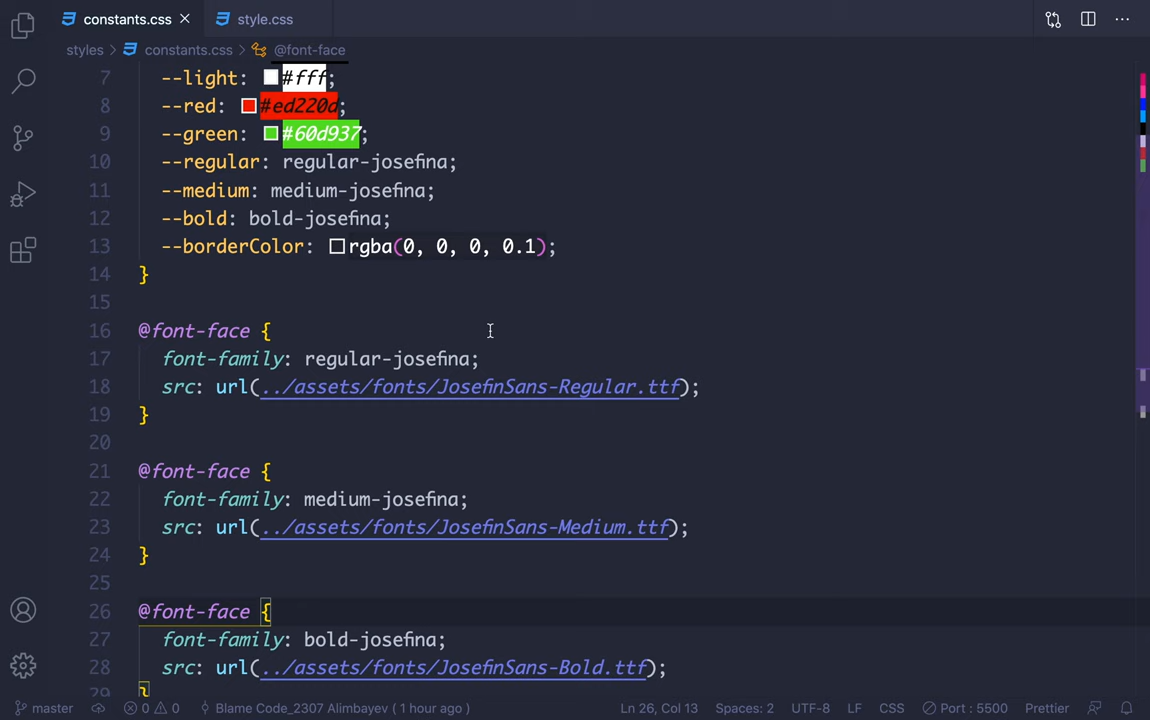 constants.css
style.css
styles > constants.css > @font-face
7 --light: #fff;
8 --red: #ed220d;
9 --green: #60d937;
10 --regular: regular-josefina;
11 --medium: medium-josefina;
12 --bold: bold-josefina;
13 --borderColor: rgba(0, 0, 0, 0.1);
14 }
15
16 @font-face {
17 font-family: regular-josefina;
18 src: url(../assets/fonts/JosefinSans-Regular.ttf);
19 }
20
21 @font-face {
22 font-family: medium-josefina;
23 src: url(../assets/fonts/JosefinSans-Medium.ttf);
24 }
25
26 @font-face {
27 font-family: bold-josefina;
28 src: url(../assets/fonts/JosefinSans-Bold.ttf);
29 }
master 0 0 Blame Code_2307 Alimbayev ( 1 hour ago ) Ln 26, Col 13 Spaces: 2 UTF-8 LF CSS Port : 5500 Prettier